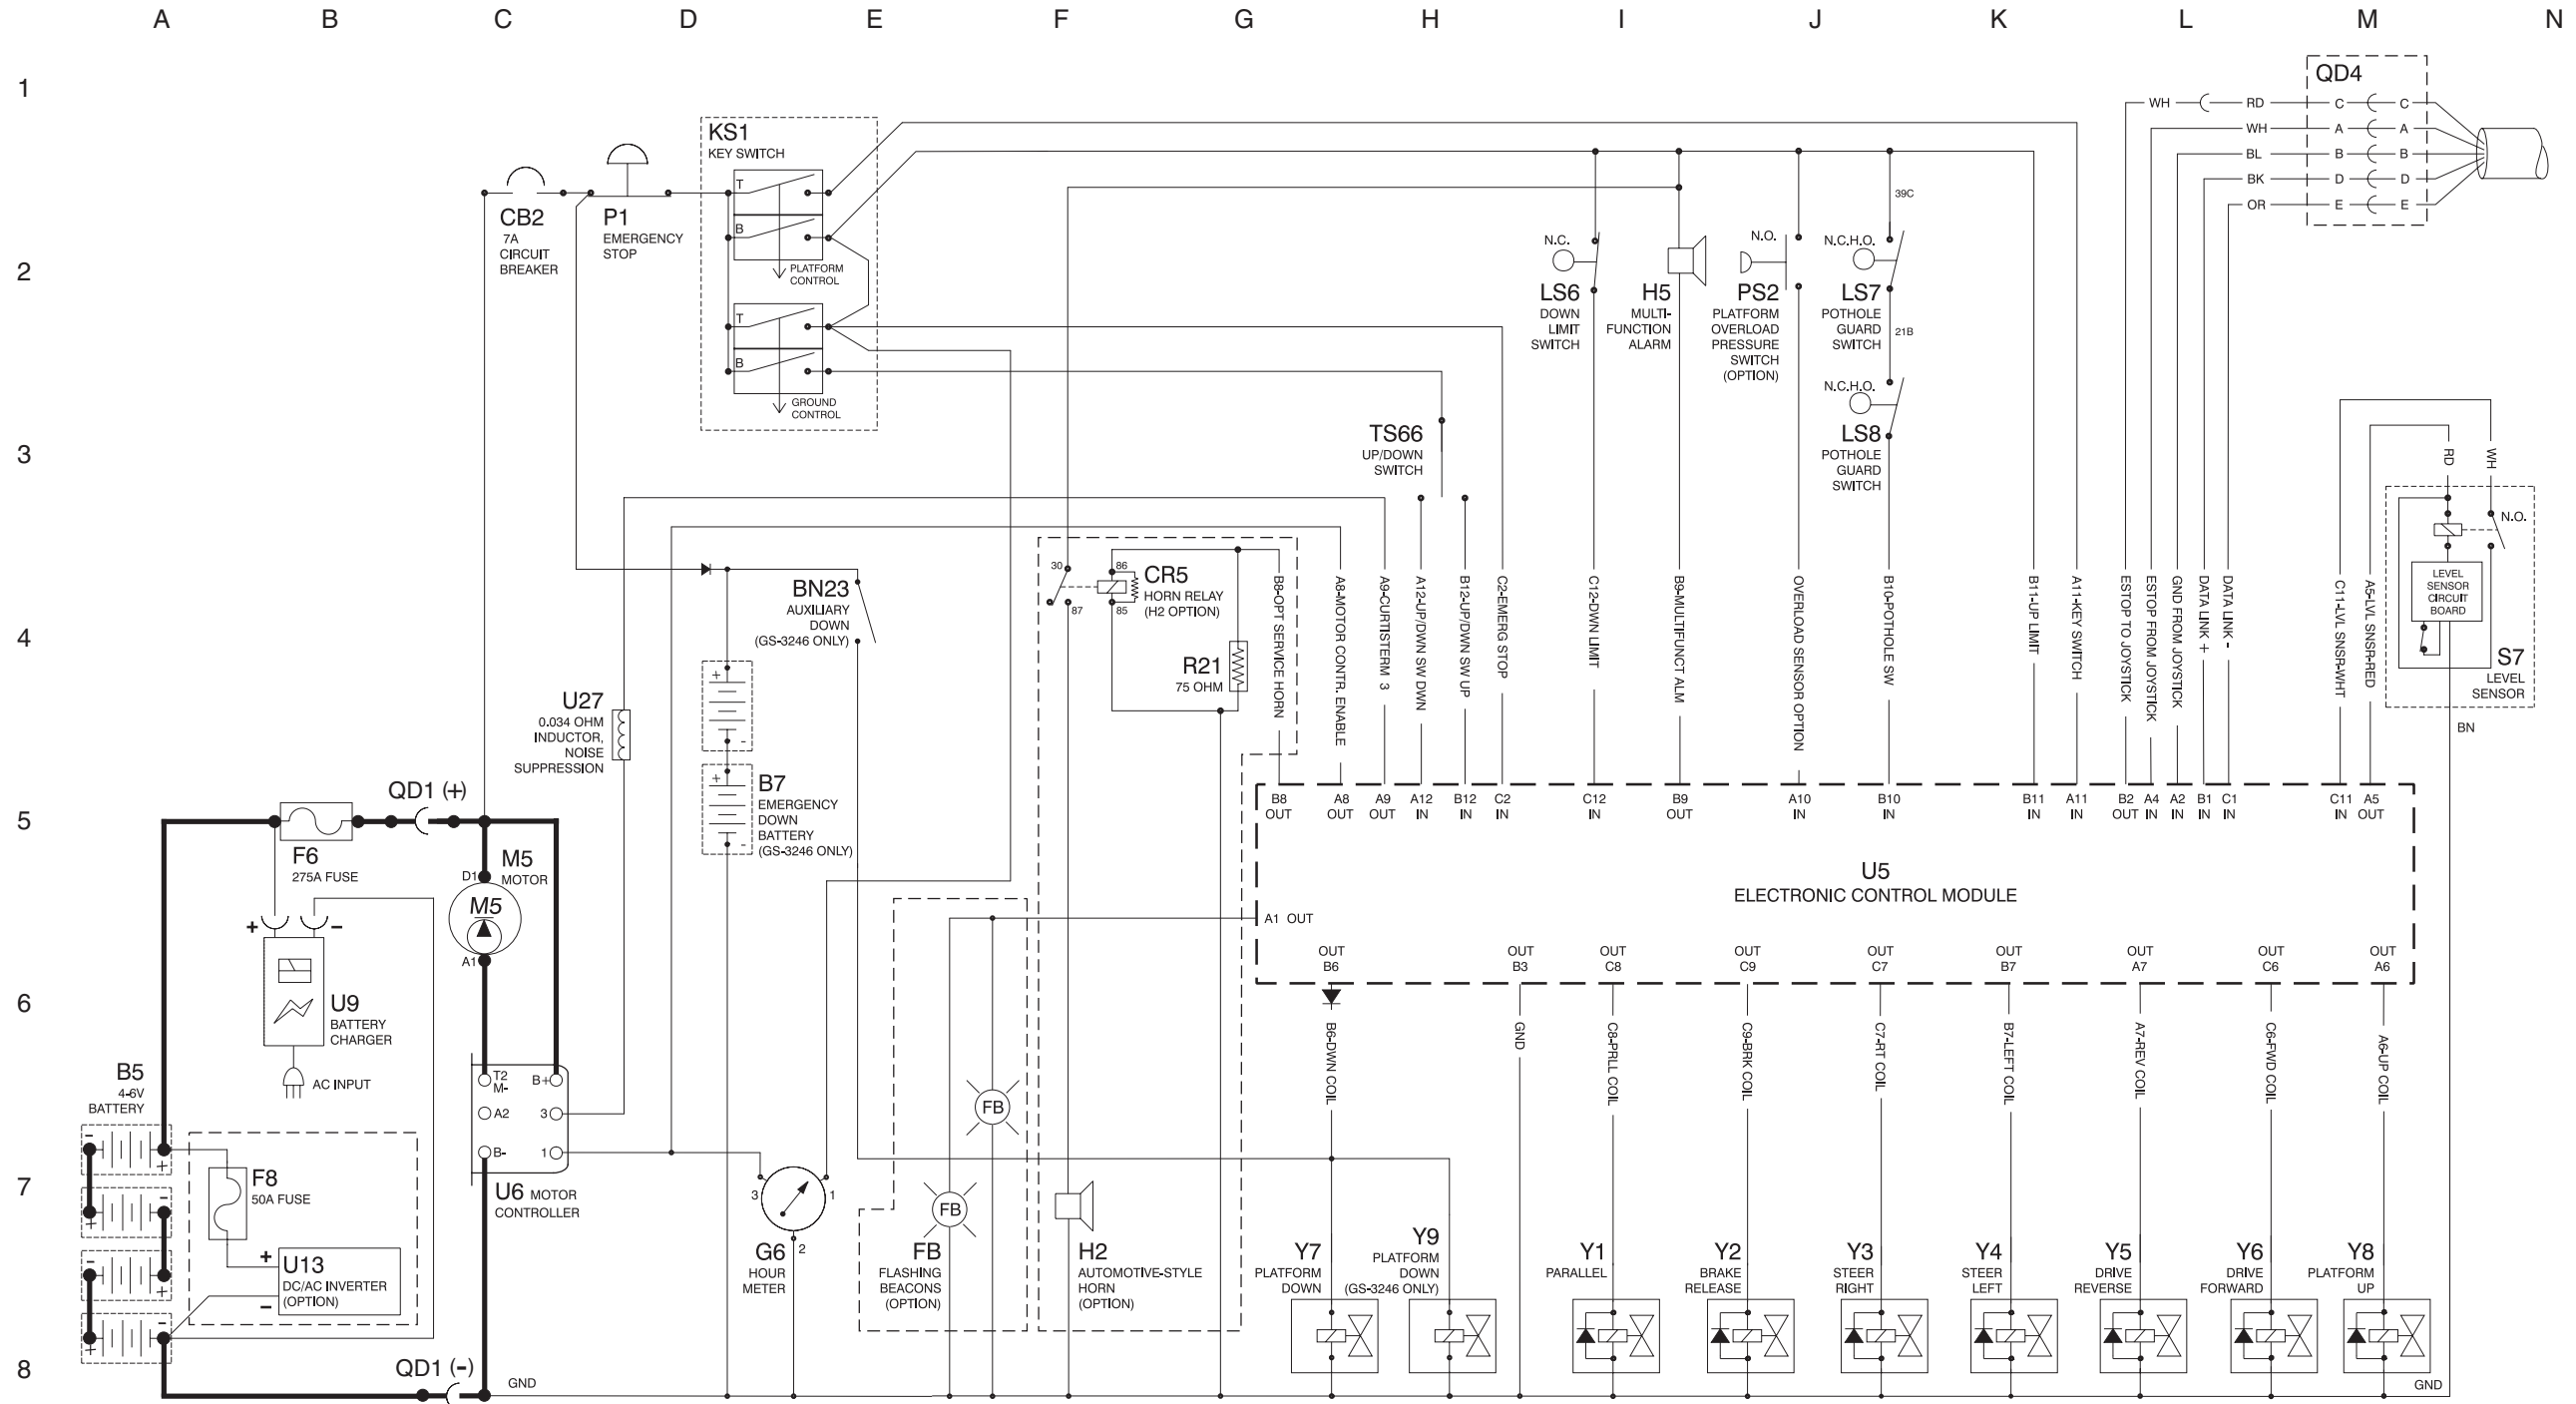 A B C D E F G H I J K L M N
1
2
3
4
5
6
7
8
QD4
WH RD C C
WH A A
BL B B
BK D D
OR E E
KS1
KEY SWITCH
T
B
PLATFORM
CONTROL
T
B
GROUND
CONTROL
CB2
7A
CIRCUIT
BREAKER
P1
EMERGENCY
STOP
N.C.
LS6
DOWN
LIMIT
SWITCH
H5
MULTI-
FUNCTION
ALARM
N.O.
PS2
PLATFORM
OVERLOAD
PRESSURE
SWITCH
(OPTION)
39C
N.C.H.O.
LS7
POTHOLE
GUARD
SWITCH
21B
N.C.H.O.
LS8
POTHOLE
GUARD
SWITCH
TS66
UP/DOWN
SWITCH
RD
WH
N.O.
LEVEL
SENSOR
CIRCUIT
BOARD
S7
LEVEL
SENSOR
BN
BN23
AUXILIARY
DOWN
(GS-3246 ONLY)
30
87
86
85
CR5
HORN RELAY
(H2 OPTION)
R21
75 OHM
U27
0.034 OHM
INDUCTOR,
NOISE
SUPPRESSION
+
-
+
-
B7
EMERGENCY
DOWN
BATTERY
(GS-3246 ONLY)
B8-OPT SERVICE HORN
A8-MOTOR CONTR. ENABLE
A9-CURTISTERM 3
A12-UP/DWN SW DWN
B12-UP/DWN SW UP
C2-EMERG STOP
C12-DWN LIMIT
B9-MULTIFUNCT ALM
OVERLOAD SENSOR OPTION
B10-POTHOLE SW
B11-UP LIMIT
A11-KEY SWITCH
ESTOP TO JOYSTICK
ESTOP FROM JOYSTICK
GND FROM JOYSTICK
DATA LINK +
DATA LINK -
C11-LVL SNSR-WHT
A5-LVL SNSR-RED
B8 A8 A9 A12 B12 C2 C12 B9 A10 B10 B11 A11 B2 A4 A2 B1 C1 C11 A5
OUT OUT OUT IN IN IN IN OUT IN IN IN IN OUT IN IN IN IN IN OUT
U5
ELECTRONIC CONTROL MODULE
A1 OUT
OUT OUT OUT OUT OUT OUT OUT OUT OUT
B6 B3 C8 C9 C7 B7 A7 C6 A6
B6-DWN COIL
GND
C8-PRLL COIL
C9-BRK COIL
C7-RT COIL
B7-LEFT COIL
A7-REV COIL
C6-FWD COIL
A6-UP COIL
QD1 (+)
F6
275A FUSE
D1
M5
MOTOR
M5
A1
+ -
U9
BATTERY
CHARGER
AC INPUT
B5
4-6V
BATTERY
-
+
-
+
-
+
-
+
F8
50A FUSE
+
U13
DC/AC INVERTER
(OPTION)
-
T2
M-
B+
A2
3
B-
1
U6 MOTOR
CONTROLLER
3
1
2
G6
HOUR
METER
FB
FB
FB
FLASHING
BEACONS
(OPTION)
H2
AUTOMOTIVE-STYLE
HORN
(OPTION)
Y7
PLATFORM
DOWN
Y9
PLATFORM
DOWN
(GS-3246 ONLY)
Y1
PARALLEL
Y2
BRAKE
RELEASE
Y3
STEER
RIGHT
Y4
STEER
LEFT
Y5
DRIVE
REVERSE
Y6
DRIVE
FORWARD
Y8
PLATFORM
UP
QD1 (-)
GND
GND